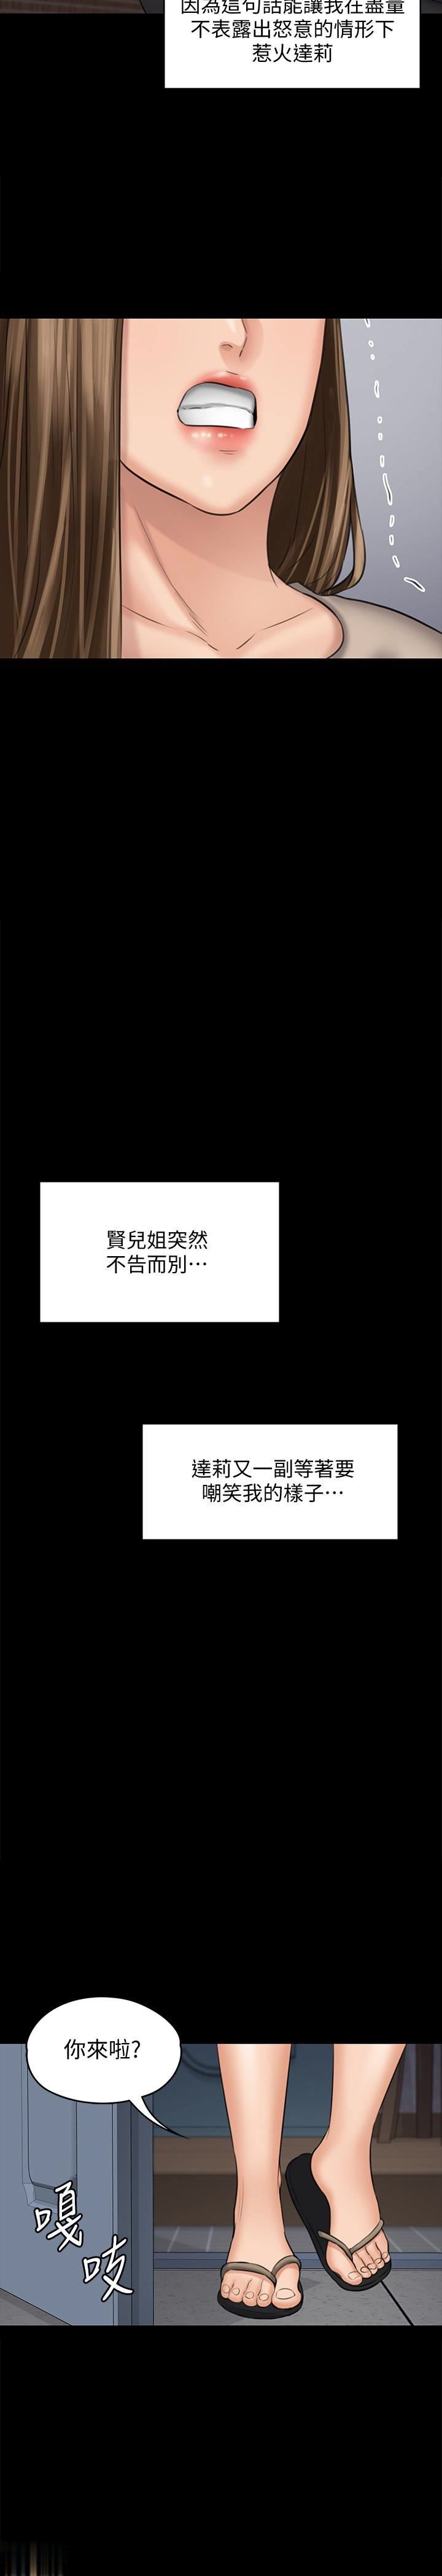 因為這句話能讓我在盡量
不表露出怒意的情形下
惹火達莉
賢兒姐突然
不告而別…
達莉又一副等著要
嘲笑我的樣子…
你來啦?
嘎
吱